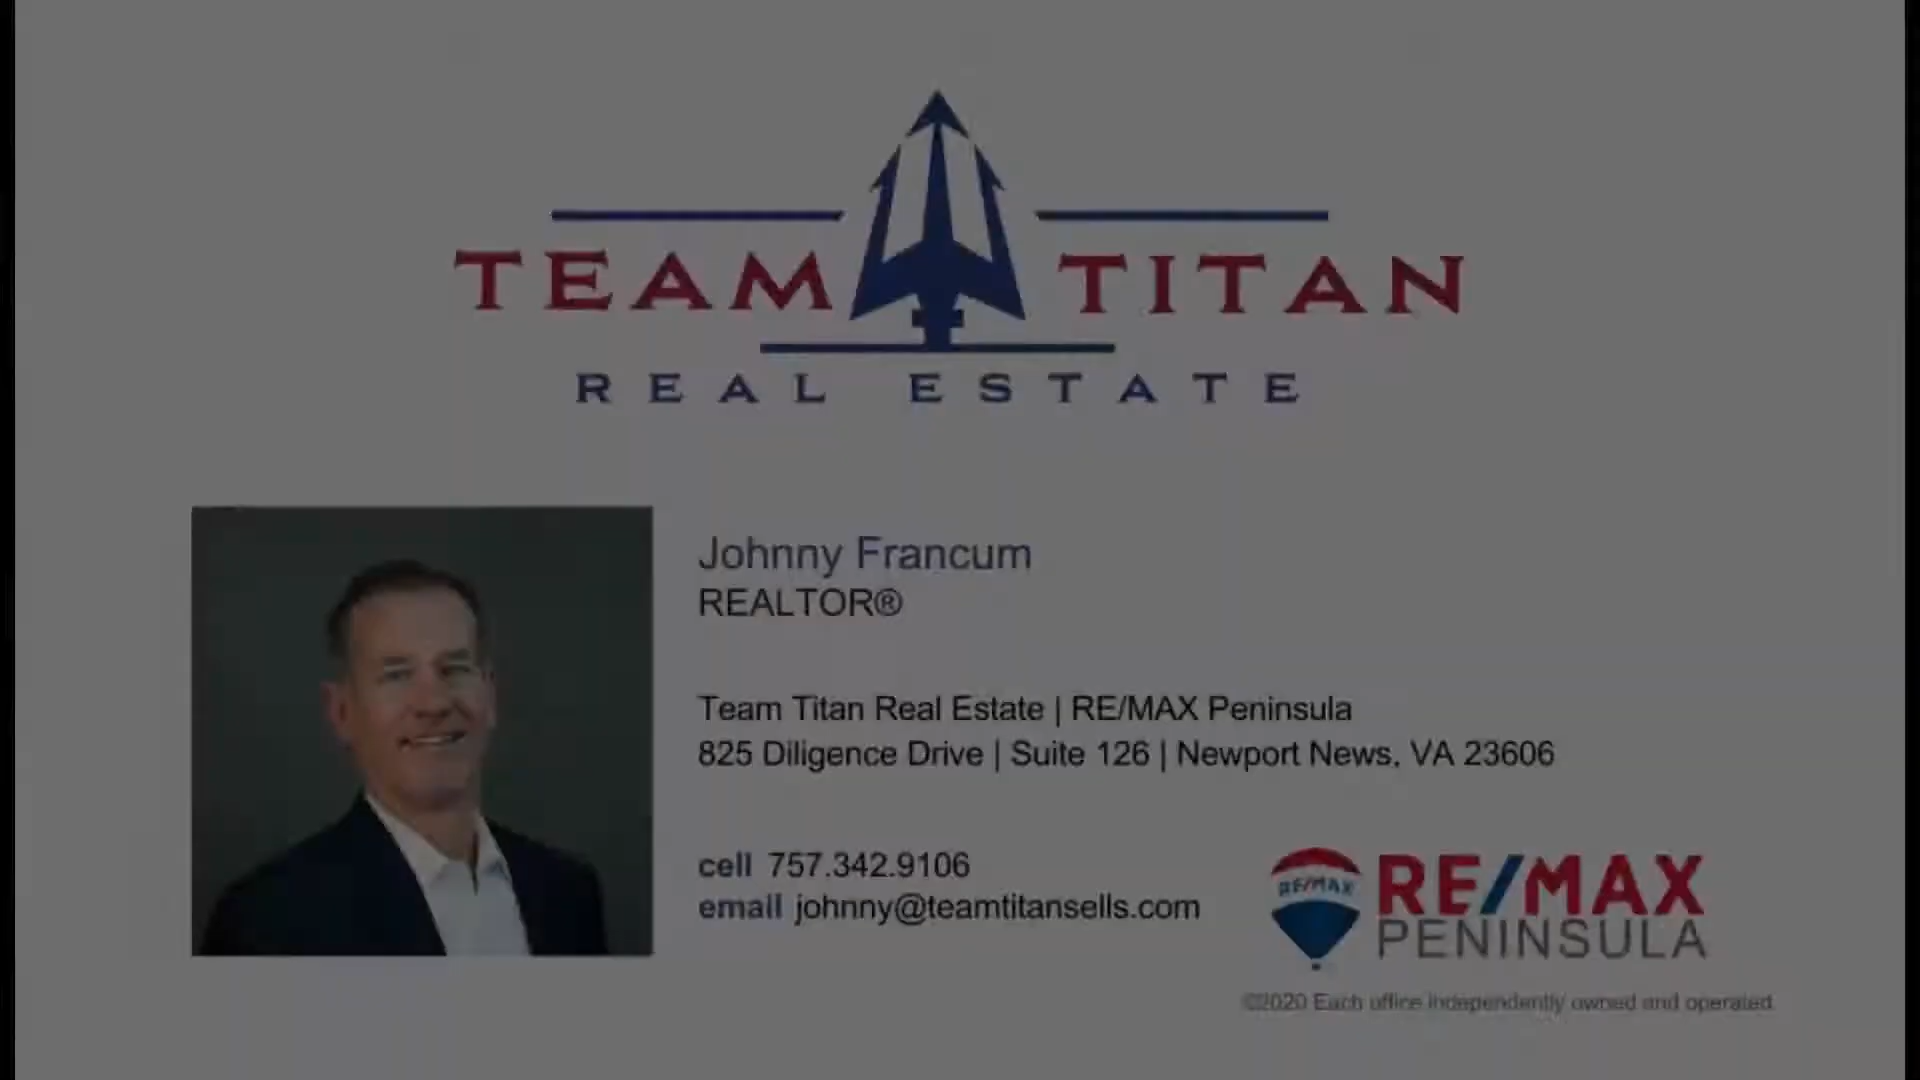 TEAM TITAN
REAL ESTATE
Johnny Francum
REALTOR®
Team Titan Real Estate | RE/MAX Peninsula
825 Diligence Drive | Suite 126 | Newport News, VA 23606
cell 757.342.9106
email johnny@teamtitansells.com
RE/MAX
RE/MAX
PENINSULA
©2020 Each office independently owned and operated.